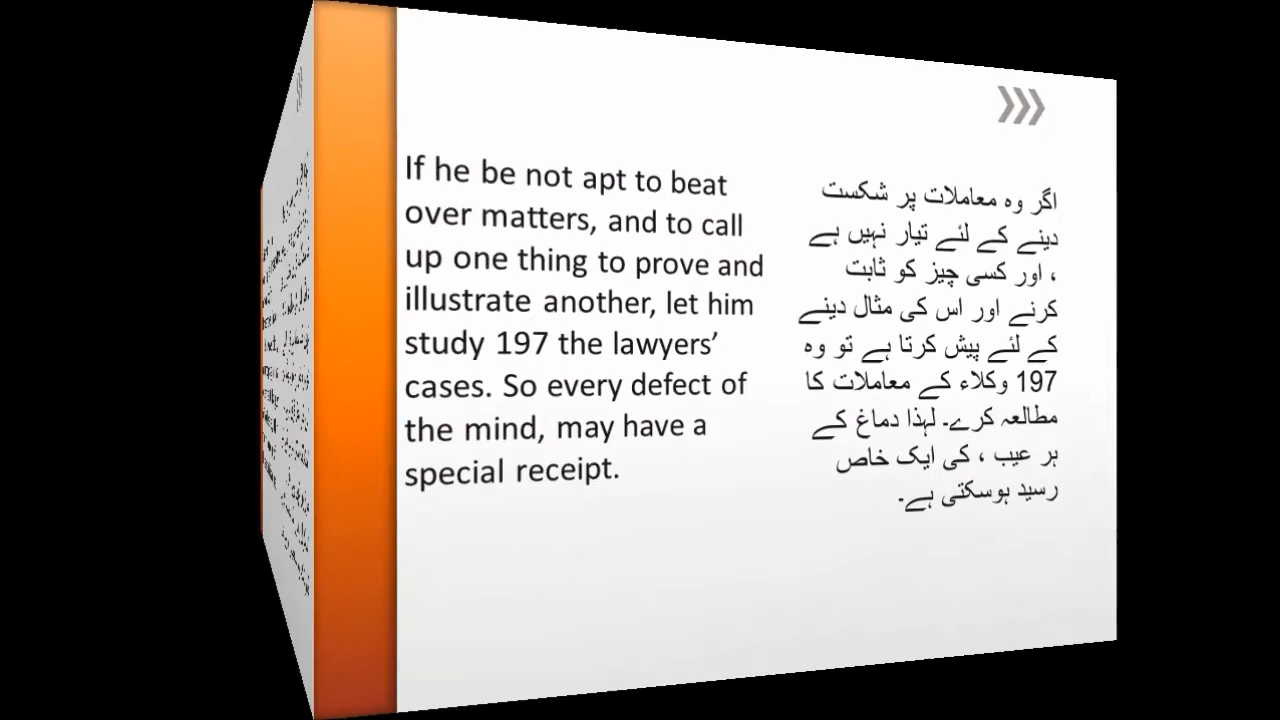 If he be not apt to beat
over matters, and to call
up one thing to prove and
illustrate another, let him
study 197 the lawyers’
cases. So every defect of
the mind, may have a
special receipt.
اگر وہ معاملات پر شکست
دینے کے لئے تیار نہیں ہے
، اور کسی چیز کو ثابت
کرنے اور اس کی مثال دینے
کے لئے پیش کرتا ہے تو وہ
197 وکلاء کے معاملات کا
مطالعہ کرے۔ لہذا دماغ کے
ہر عیب ، کی ایک خاص
رسید ہوسکتی ہے۔